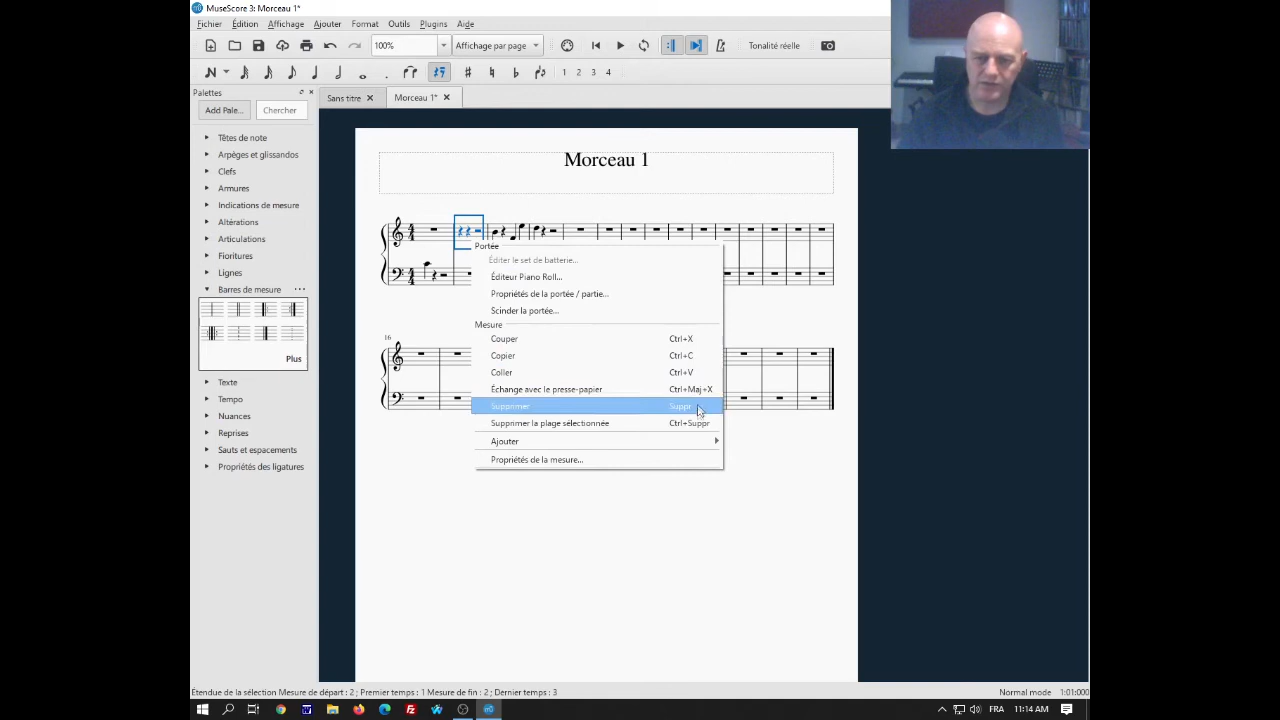 MuseScore 3: Morceau 1*
Fichier Édition Affichage Ajouter Format Outils Plugins Aide
100% Affichage par page Tonalité réelle
1 2 3 4
Palettes
Sans titre Morceau 1*
Add Pale... Chercher
Têtes de note
Arpèges et glissandos
Clefs
Armures
Indications de mesure
Altérations
Articulations
Fioritures
Lignes
Barres de mesure
Plus
Texte
Tempo
Nuances
Reprises
Sauts et espacements
Propriétés des ligatures
Morceau 1
16
Portée
Éditer le set de batterie...
Éditeur Piano Roll...
Propriétés de la portée / partie...
Scinder la portée...
Mesure
Couper Ctrl+X
Copier Ctrl+C
Coller Ctrl+V
Échange avec le presse-papier Ctrl+Maj+X
Supprimer Suppr
Supprimer la plage sélectionnée Ctrl+Suppr
Ajouter
Propriétés de la mesure...
Étendue de la sélection Mesure de départ : 2 ; Premier temps : 1 Mesure de fin : 2 ; Dernier temps : 3 Normal mode 1:01:000
FRA 11:14 AM